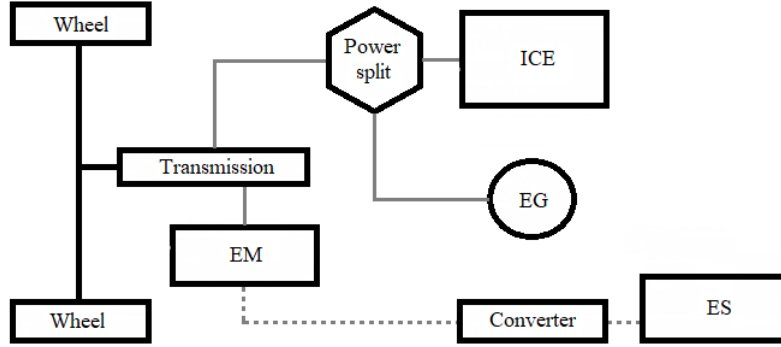 Wheel
Power
split
ICE
Transmission
EG
EM
Wheel
Converter
ES